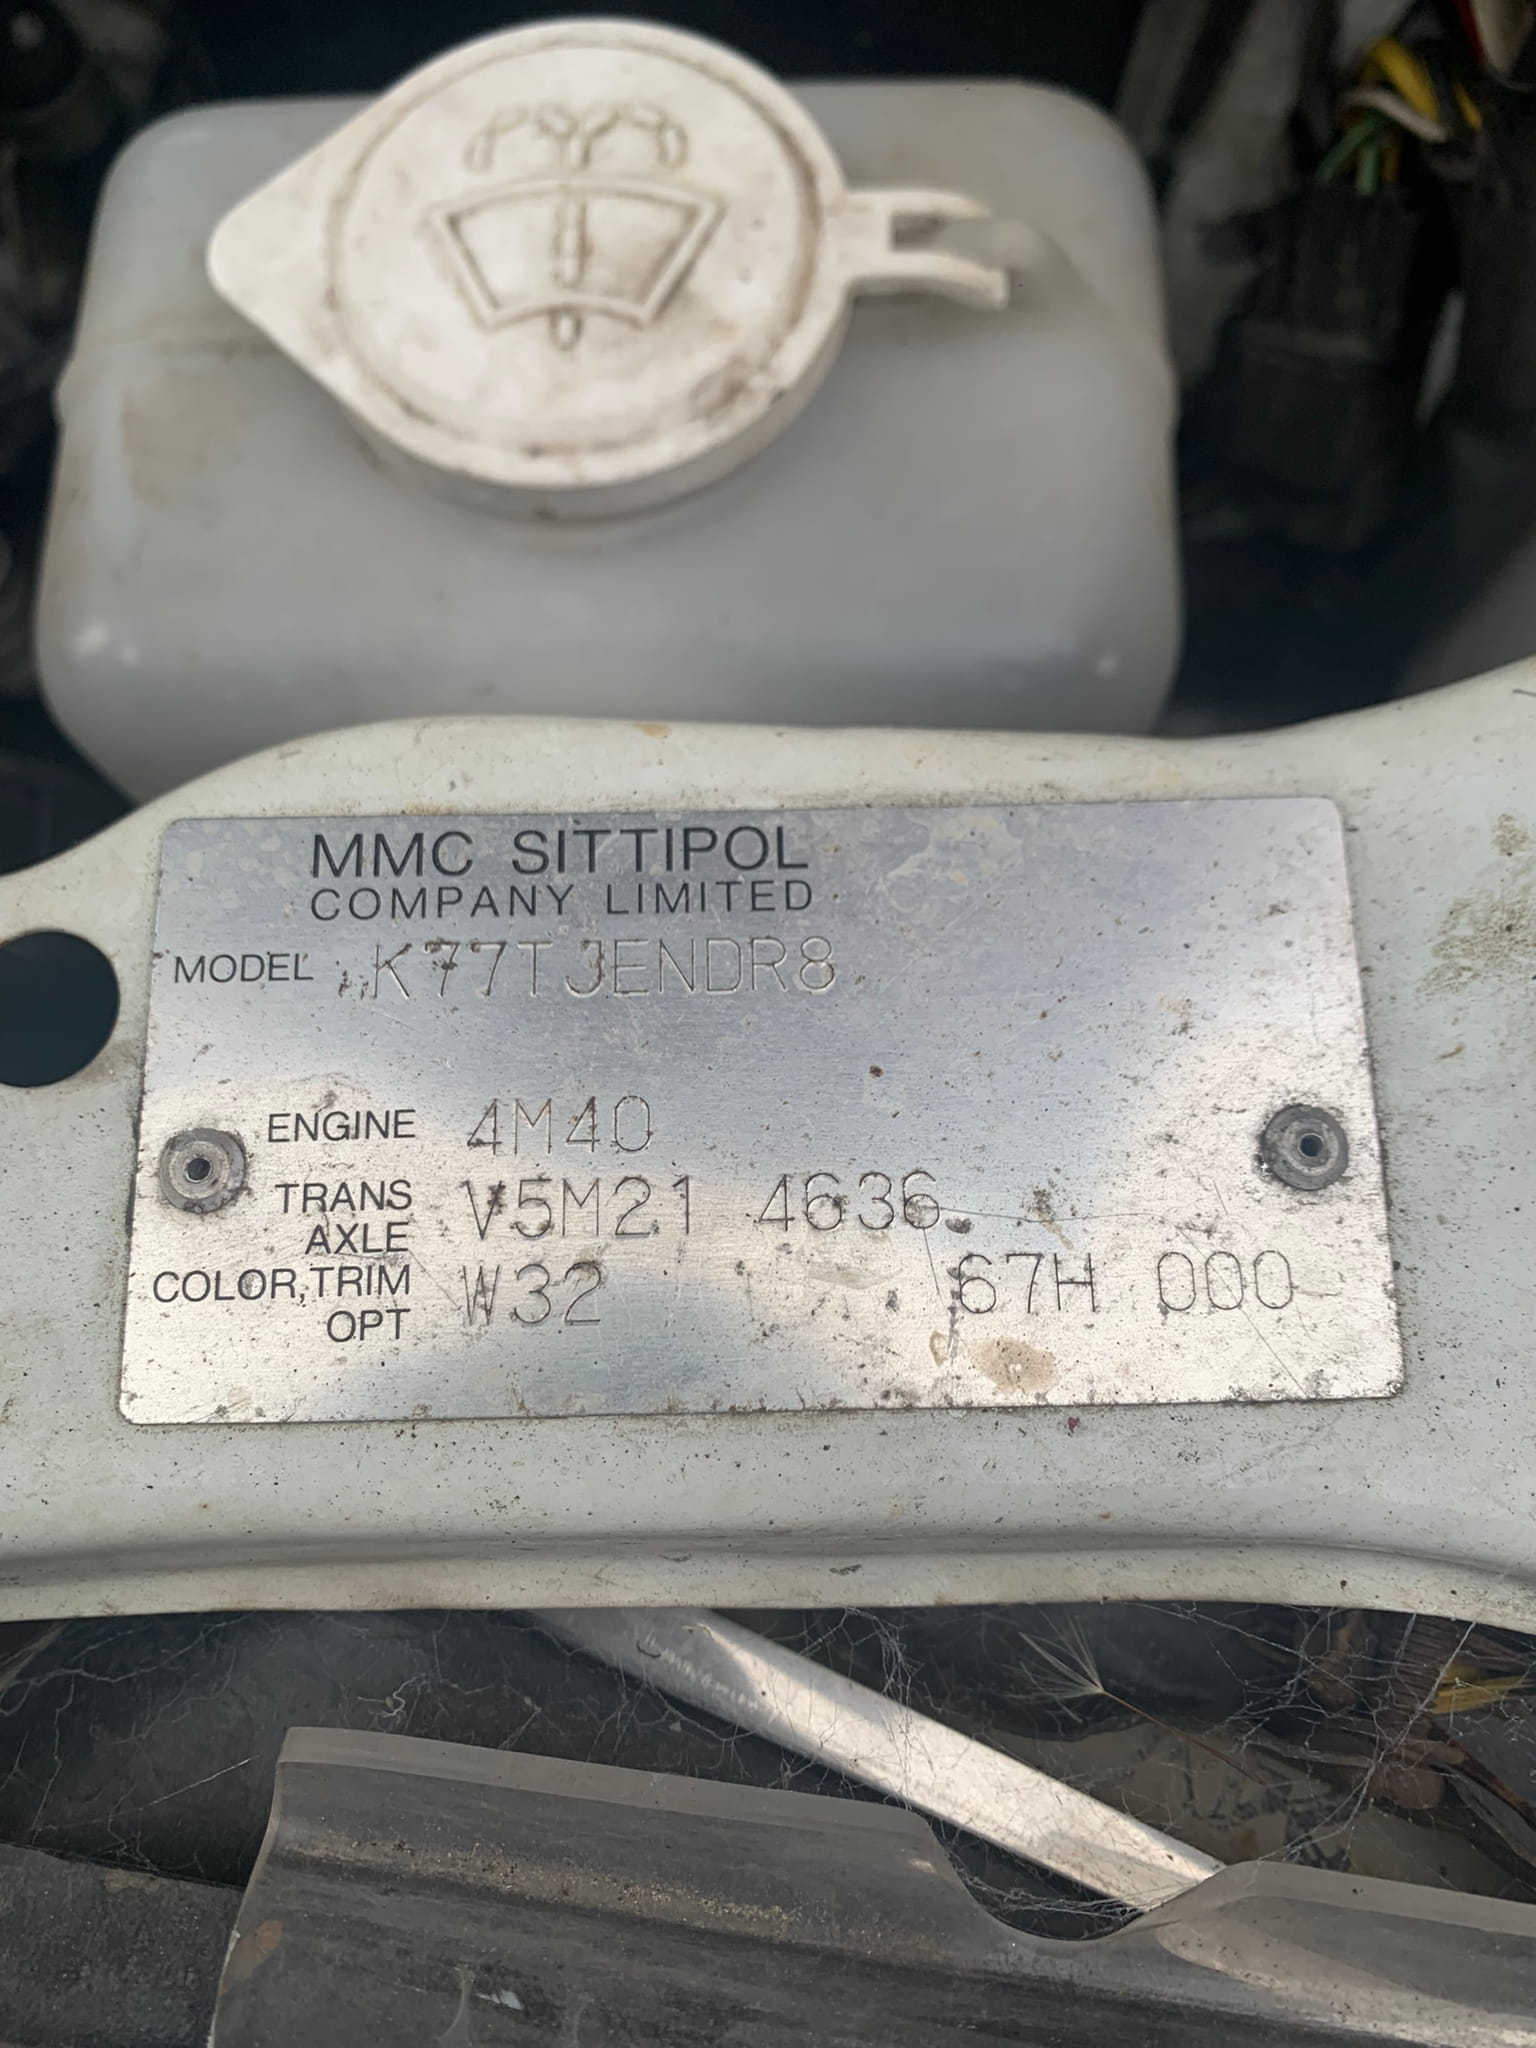 MMC SITTIPOL
COMPANY LIMITED
MODEL K77TJENDR8
ENGINE 4M40
TRANS V5M21 4636
AXLE
COLOR,TRIM W32 67H 000
OPT